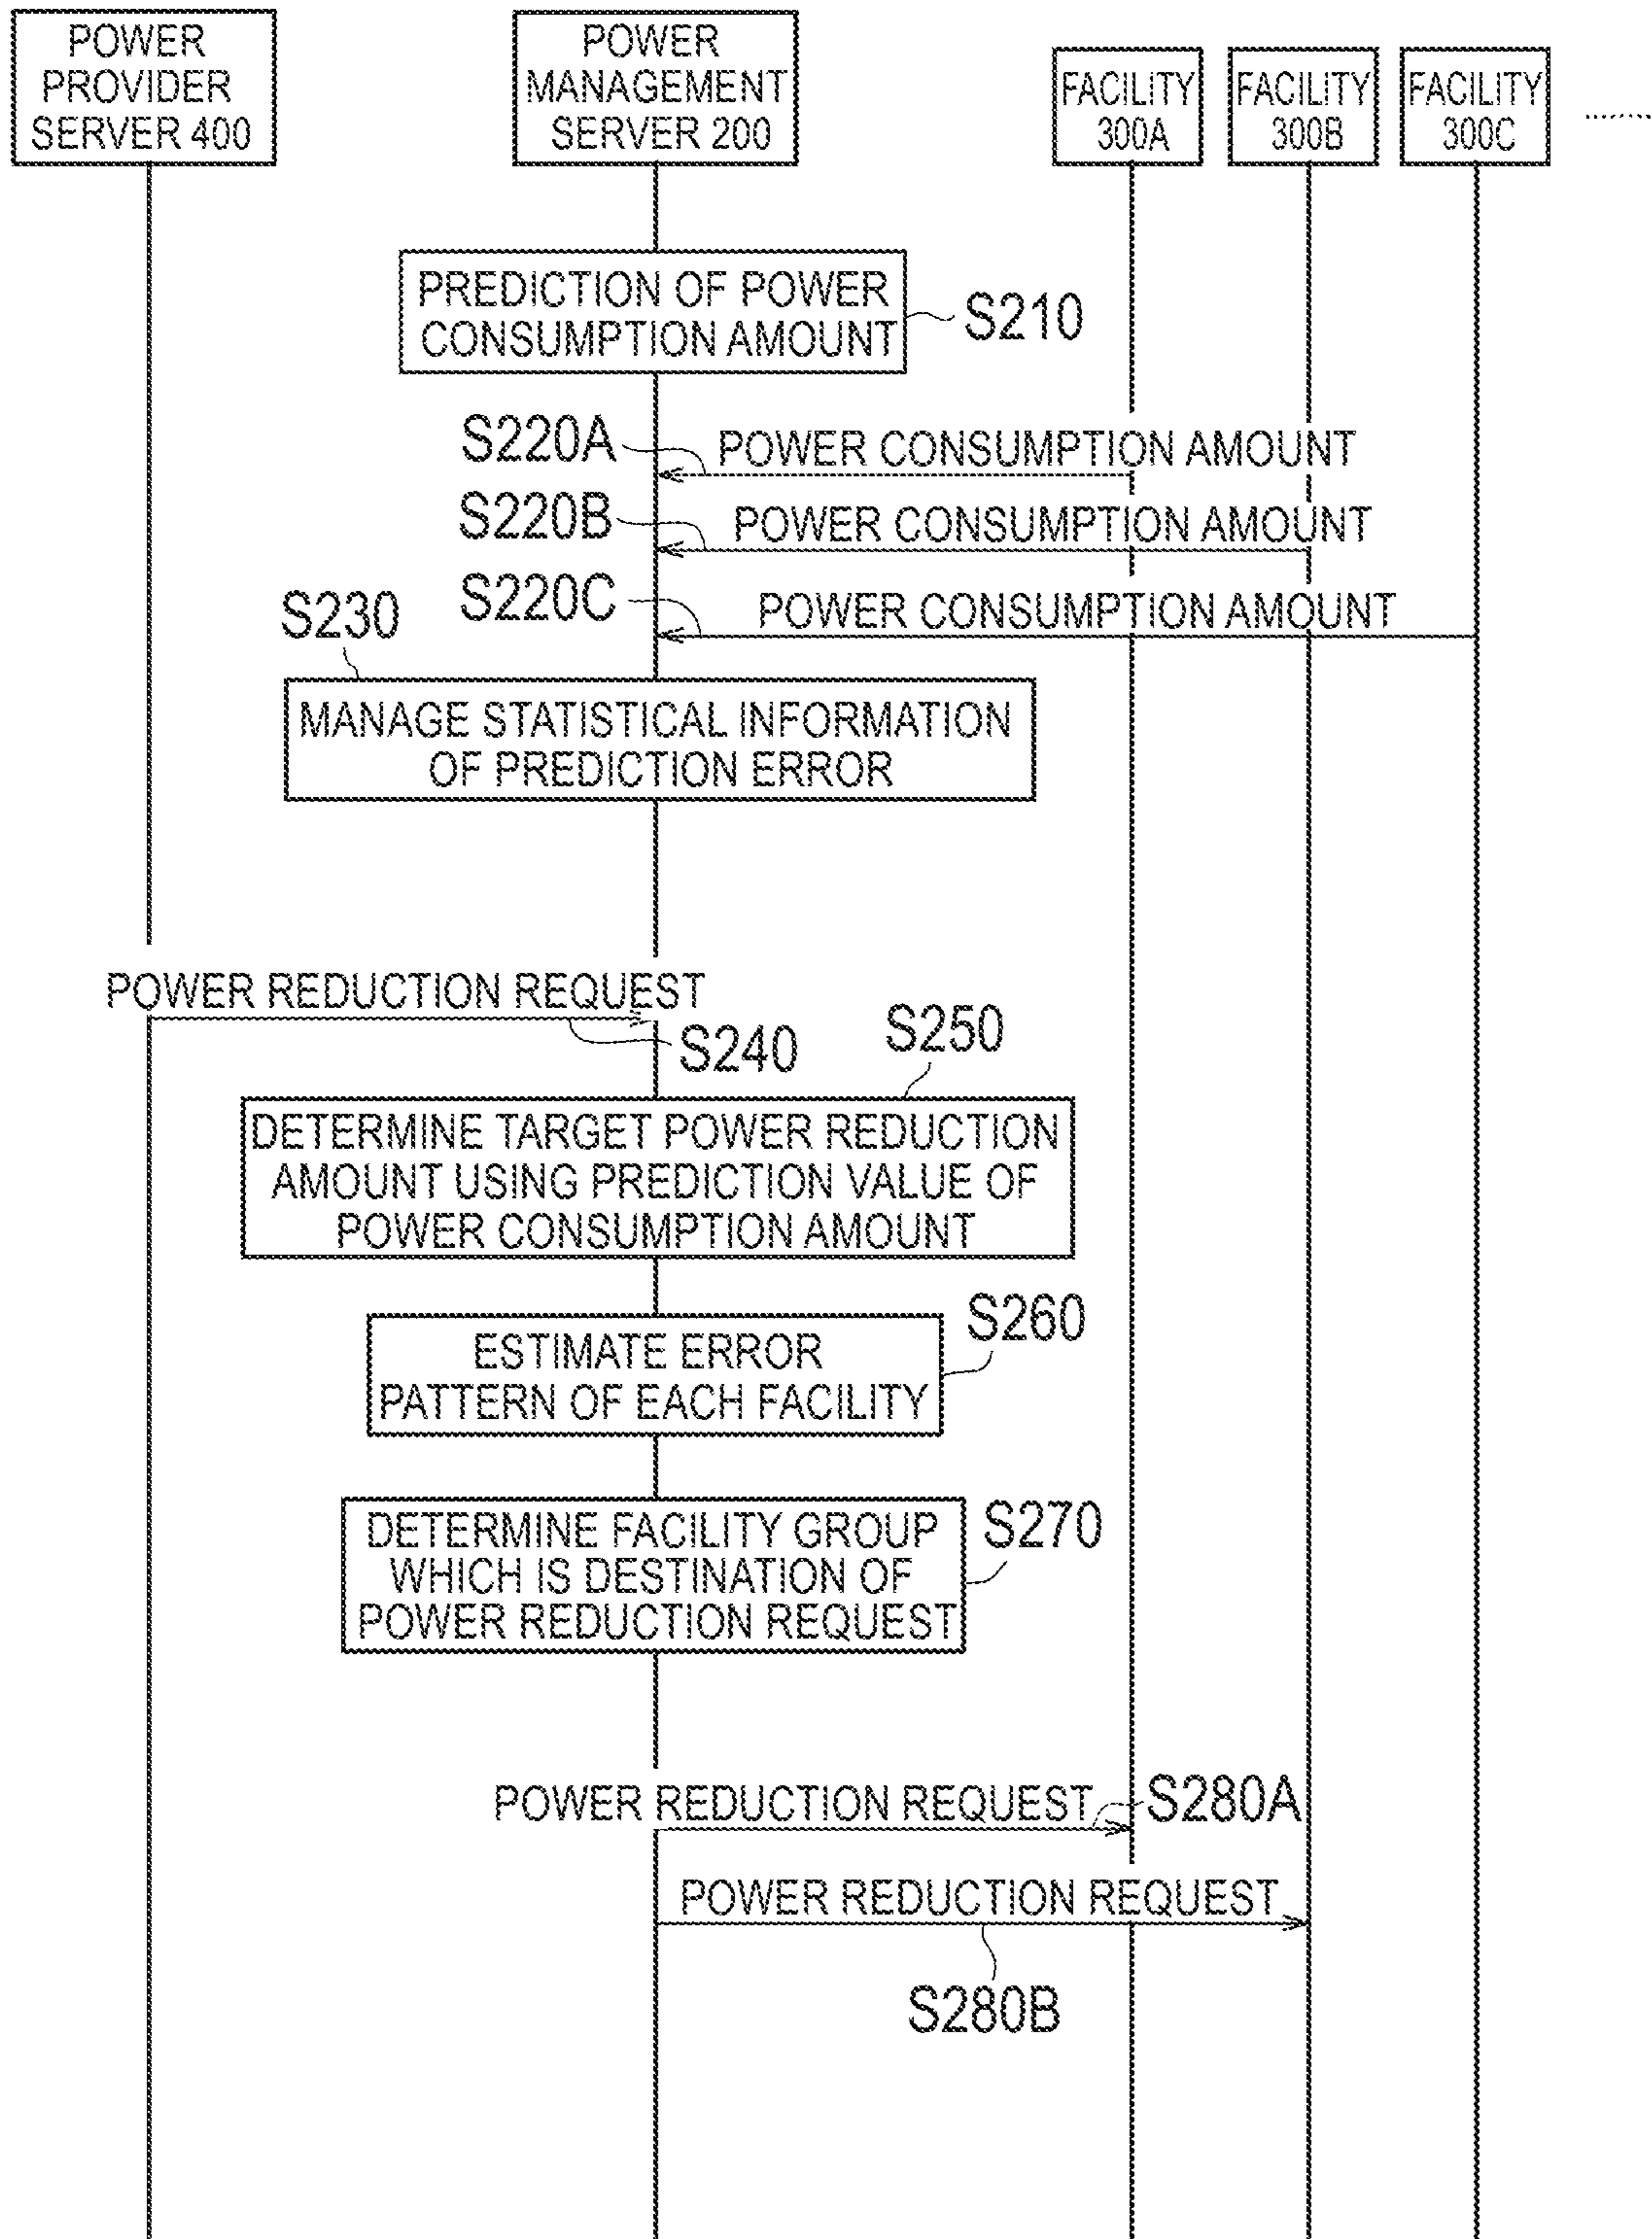 POWER
PROVIDER
SERVER 400
POWER
MANAGEMENT
SERVER 200
FACILITY
300A
FACILITY
300B
FACILITY
300C
PREDICTION OF POWER
CONSUMPTION AMOUNT
S210
S220A
POWER CONSUMPTION AMOUNT
S220B
POWER CONSUMPTION AMOUNT
S220C
POWER CONSUMPTION AMOUNT
S230
MANAGE STATISTICAL INFORMATION
OF PREDICTION ERROR
POWER REDUCTION REQUEST
S240
S250
DETERMINE TARGET POWER REDUCTION
AMOUNT USING PREDICTION VALUE OF
POWER CONSUMPTION AMOUNT
S260
ESTIMATE ERROR
PATTERN OF EACH FACILITY
S270
DETERMINE FACILITY GROUP
WHICH IS DESTINATION OF
POWER REDUCTION REQUEST
POWER REDUCTION REQUEST
S280A
POWER REDUCTION REQUEST
S280B